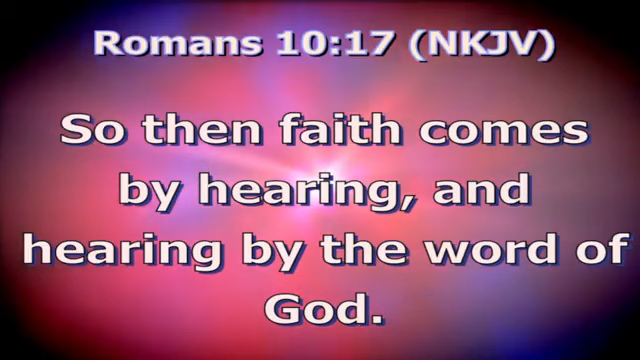 Romans 10:17 (NKJV)
So then faith comes
by hearing, and
hearing by the word of
God.